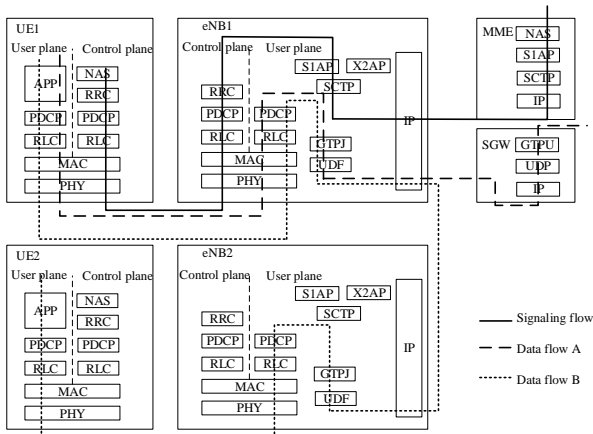 UE1
User plane
Control plane
APP
NAS
RRC
PDCP
PDCP
RLC
RLC
MAC
PHY
eNB1
Control plane
User plane
S1AP
X2AP
SCTP
RRC
PDCP
PDCP
RLC
RLC
MAC
PHY
GTPJ
UDF
IP
MME
NAS
S1AP
SCTP
IP
SGW
GTPU
UDP
IP
UE2
User plane
Control plane
APP
NAS
RRC
PDCP
PDCP
RLC
RLC
MAC
PHY
eNB2
Control plane
User plane
S1AP
X2AP
SCTP
RRC
PDCP
PDCP
RLC
RLC
MAC
PHY
GTPJ
UDF
IP
Signaling flow
Data flow A
Data flow B